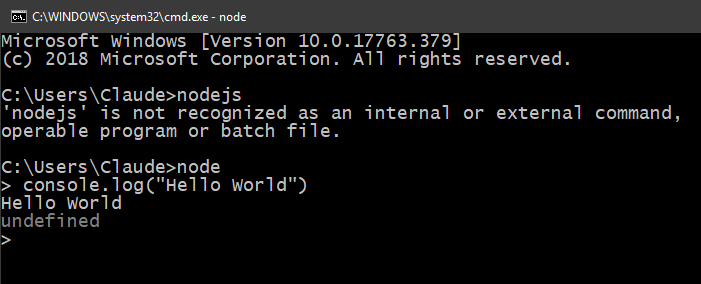 C:\WINDOWS\system32\cmd.exe - node
Microsoft Windows [Version 10.0.17763.379]
(c) 2018 Microsoft Corporation. All rights reserved.
C:\Users\Claude>nodejs
'nodejs' is not recognized as an internal or external command,
operable program or batch file.
C:\Users\Claude>node
> console.log("Hello World")
Hello World
undefined
>